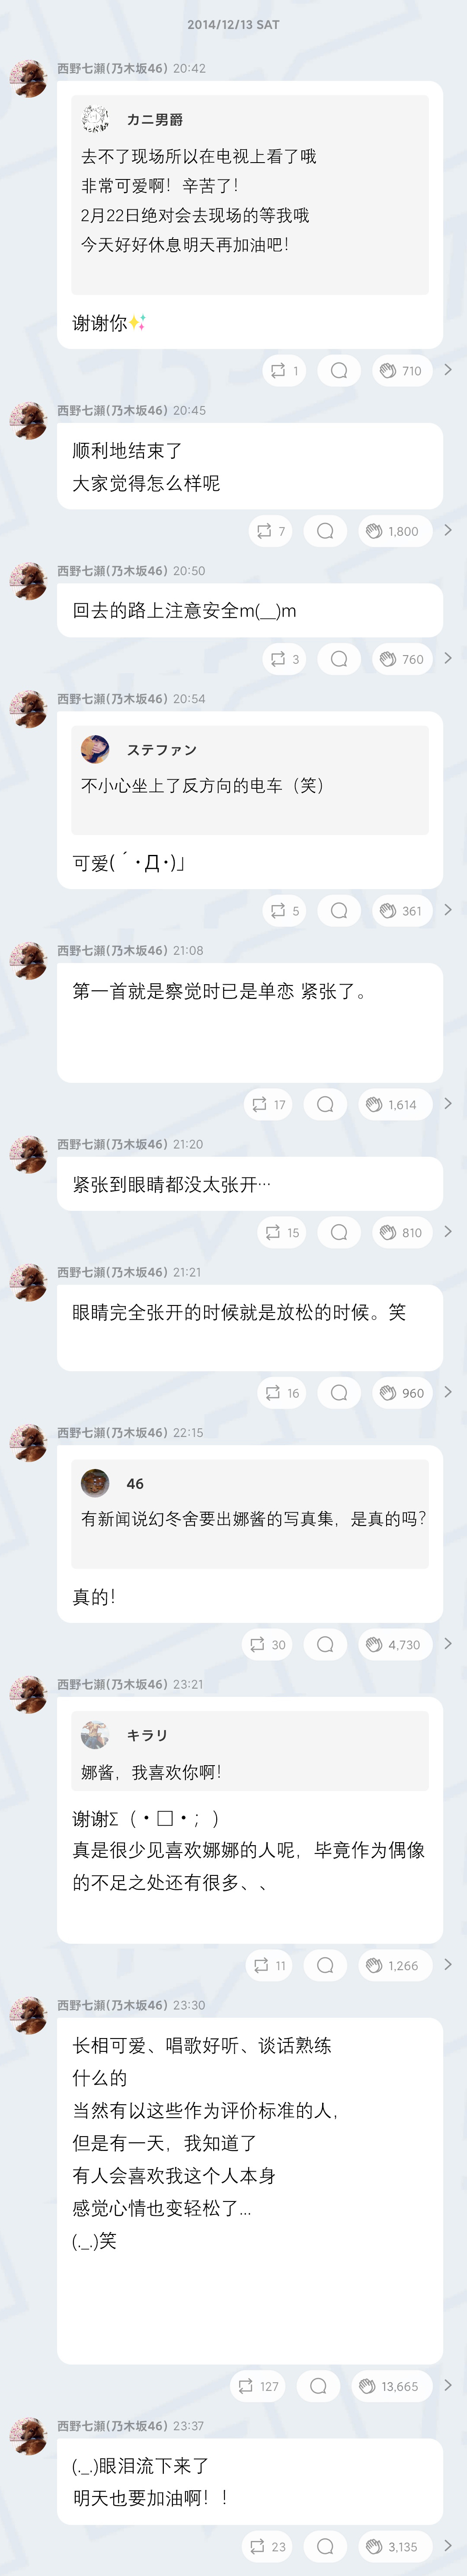 2014/12/13 SAT
西野七瀬(乃木坂46) 20:42
カニ男爵
去不了现场所以在电视上看了哦
非常可爱啊！辛苦了！
2月22日绝对会去现场的等我哦
今天好好休息明天再加油吧！
谢谢你✨
1
710
西野七瀬(乃木坂46) 20:45
顺利地结束了
大家觉得怎么样呢
7
1,800
西野七瀬(乃木坂46) 20:50
回去的路上注意安全m(__)m
3
760
西野七瀬(乃木坂46) 20:54
ステファン
不小心坐上了反方向的电车（笑）
可爱(゛･Д･)」
5
361
西野七瀬(乃木坂46) 21:08
第一首就是察觉时已是单恋 紧张了。
17
1,614
西野七瀬(乃木坂46) 21:20
紧张到眼睛都没太张开…
15
810
西野七瀬(乃木坂46) 21:21
眼睛完全张开的时候就是放松的时候。笑
16
960
西野七瀬(乃木坂46) 22:15
46
有新闻说幻冬舍要出娜酱的写真集，是真的吗?
真的！
30
4,730
西野七瀬(乃木坂46) 23:21
キラリ
娜酱，我喜欢你啊！
谢谢Σ（・□・；）
真是很少见喜欢娜娜的人呢，毕竟作为偶像
的不足之处还有很多、、
11
1,266
西野七瀬(乃木坂46) 23:30
长相可爱、唱歌好听、谈话熟练
什么的
当然有以这些作为评价标准的人，
但是有一天，我知道了
有人会喜欢我这个人本身
感觉心情也变轻松了...
(._.)笑
127
13,665
西野七瀬(乃木坂46) 23:37
(._.)眼泪流下来了
明天也要加油啊！！
23
3,135